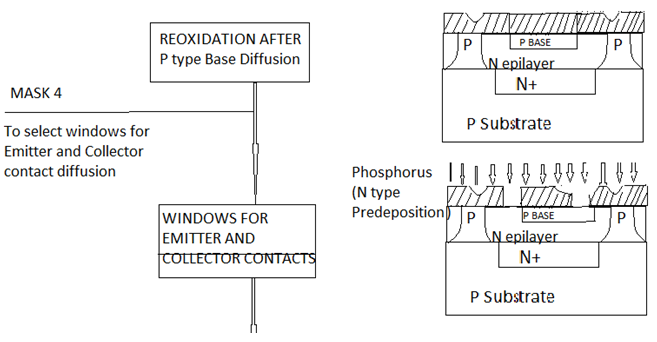 REOXIDATION AFTER
P type Base Diffusion
MASK 4
To select windows for
Emitter and Collector
contact diffusion
WINDOWS FOR
EMITTER AND
COLLECTOR CONTACTS
P
P BASE
P
N epilayer
N+
P Substrate
Phosphorus
(N type
Predeposition)
P
P BASE
P
N epilayer
N+
P Substrate